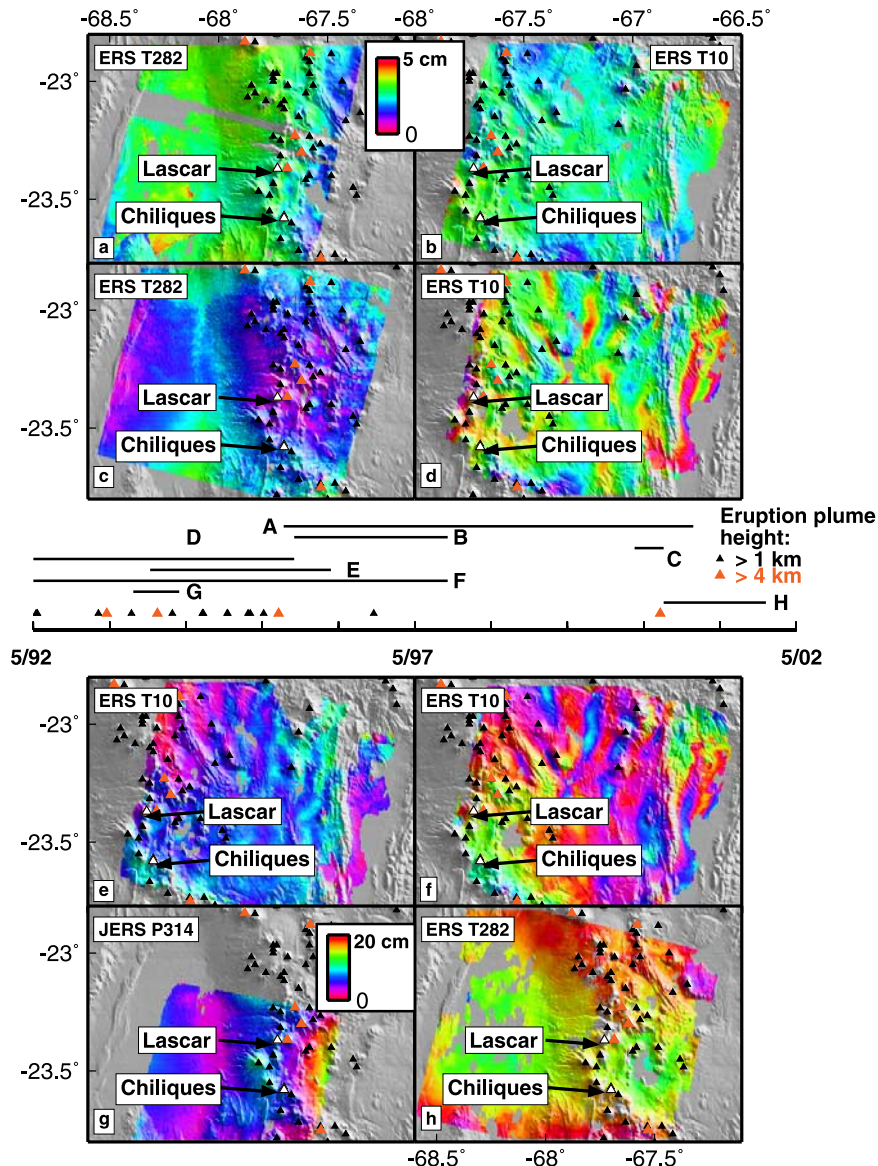 -68.5 -68 -67.5 -68 -67.5 -67 -66.5
ERS T282
5 cm
0
ERS T10
-23°
-23.5°
Lascar
Chiliques
a
Lascar
Chiliques
b
ERS T282
ERS T10
-23°
-23.5°
Lascar
Chiliques
c
Lascar
Chiliques
d
A
B
C
D
E
F
G
H
Eruption plume
height:
> 1 km
> 4 km
5/92 5/97 5/02
ERS T10
ERS T10
-23°
-23.5°
Lascar
Chiliques
e
Lascar
Chiliques
f
JERS P314
20 cm
0
ERS T282
-23°
-23.5°
Lascar
Chiliques
g
Lascar
Chiliques
h
-68.5 -68 -67.5